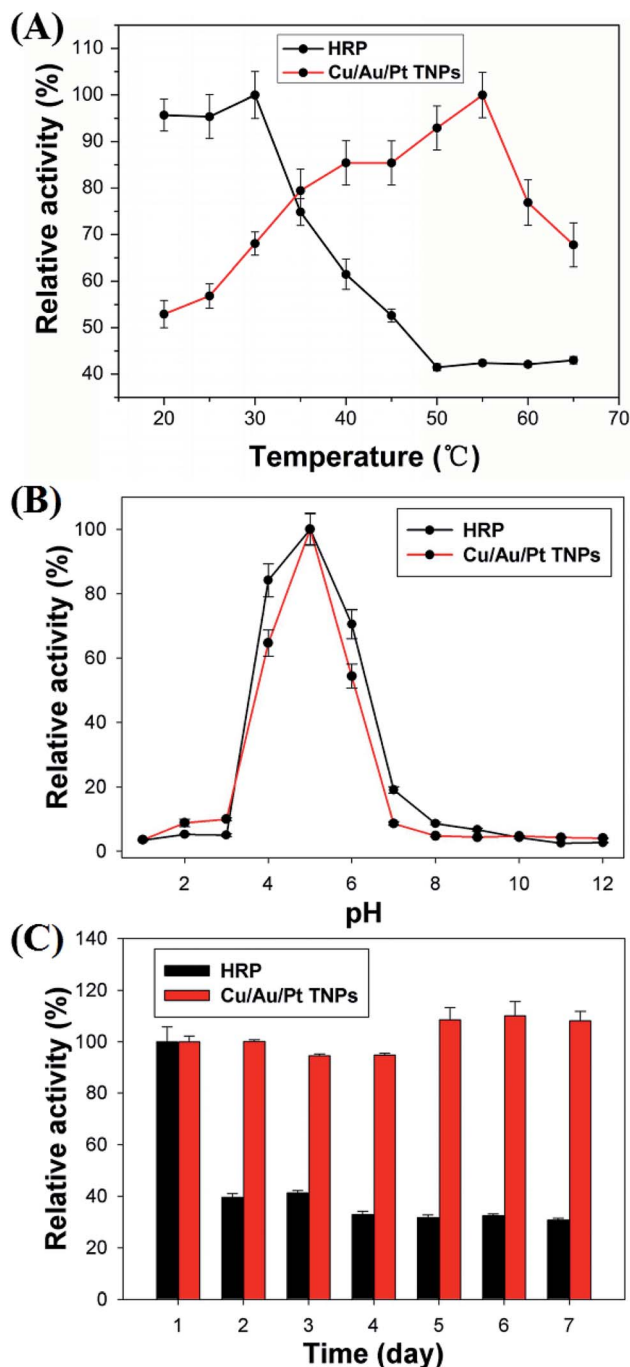 (A)
HRP
Cu/Au/Pt TNPs
Relative activity (%)
100
90
80
70
60
50
40
20 30 40 50 60 70
Temperature (℃)
(B)
HRP
Cu/Au/Pt TNPs
Relative activity (%)
100
80
60
40
20
0
2 4 6 8 10 12
pH
(C)
HRP
Cu/Au/Pt TNPs
Relative activity (%)
140
120
100
80
60
40
20
0
1 2 3 4 5 6 7
Time (day)